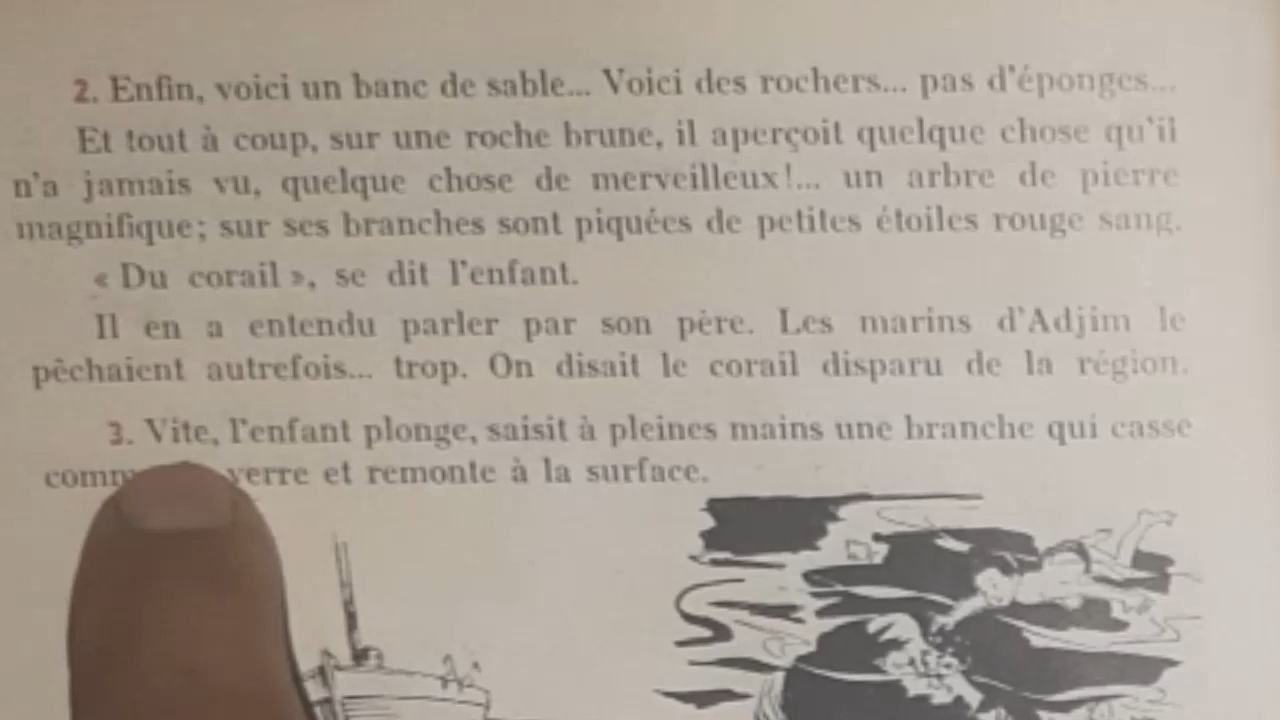 2. Enfin, voici un banc de sable... Voici des rochers... pas d'éponges...
Et tout à coup, sur une roche brune, il aperçoit quelque chose qu'il
n'a jamais vu, quelque chose de merveilleux!... un arbre de pierre
magnifique; sur ses branches sont piquées de petites étoiles rouge sang.
« Du corail », se dit l'enfant.
Il en a entendu parler par son père. Les marins d'Adjim le
pêchaient autrefois... trop. On disait le corail disparu de la région.
3. Vite, l'enfant plonge, saisit à pleines mains une branche qui casse
verre et remonte à la surface.